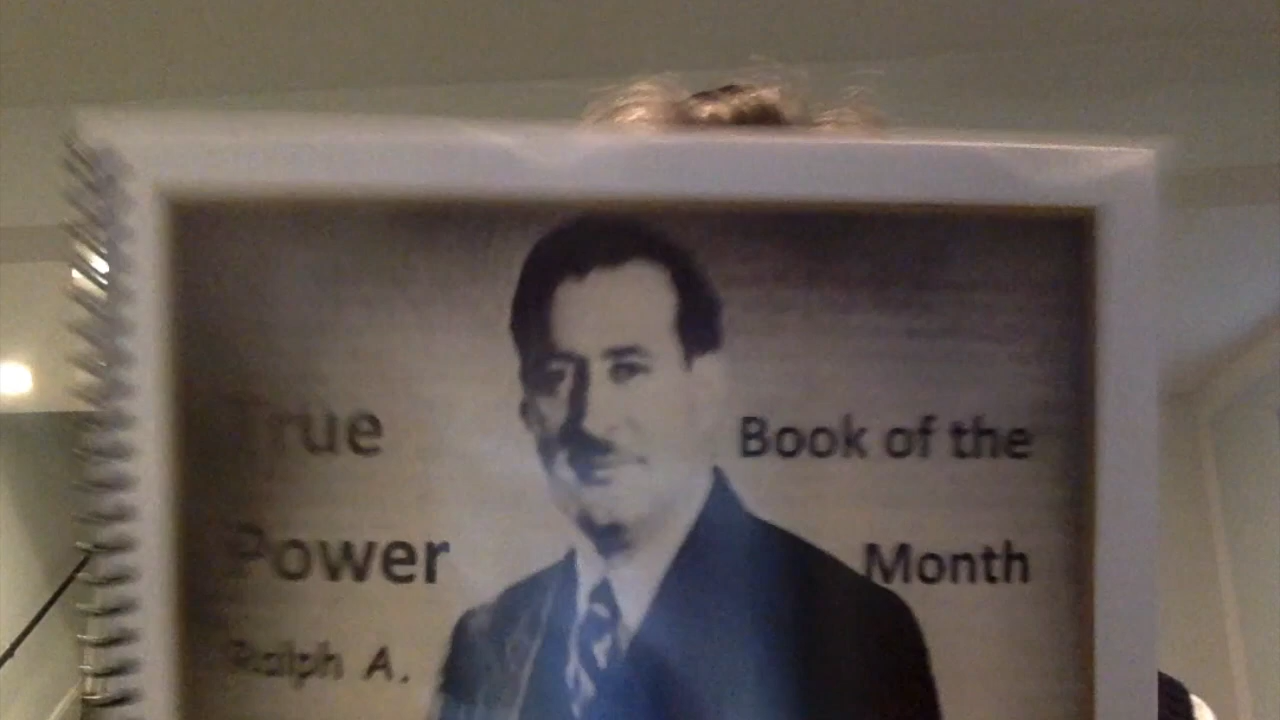 True
Power
Ralph A.
Book of the
Month